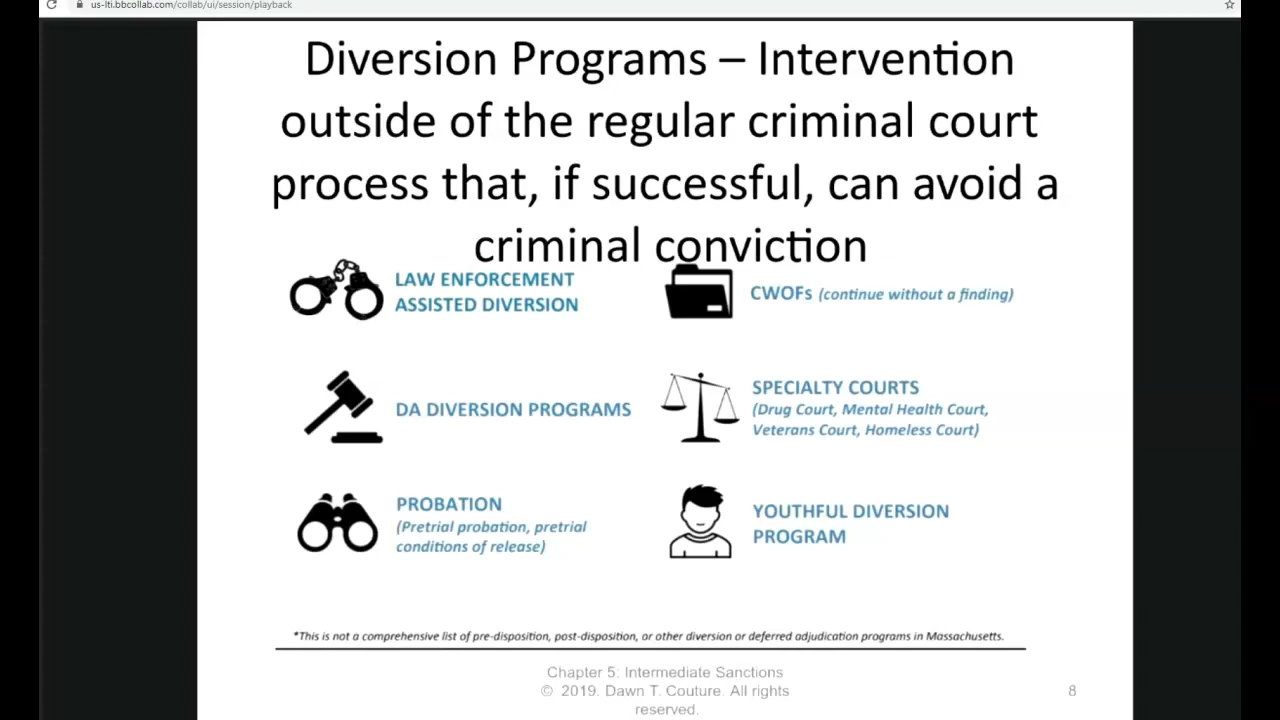 us-lti.bbcollab.com/collab/ui/session/playback
Diversion Programs – Intervention
outside of the regular criminal court
process that, if successful, can avoid a
criminal conviction
LAW ENFORCEMENT
ASSISTED DIVERSION
CWOFs (continue without a finding)
DA DIVERSION PROGRAMS
SPECIALTY COURTS
(Drug Court, Mental Health Court,
Veterans Court, Homeless Court)
PROBATION
(Pretrial probation, pretrial
conditions of release)
YOUTHFUL DIVERSION
PROGRAM
*This is not a comprehensive list of pre-disposition, post-disposition, or other diversion or deferred adjudication programs in Massachusetts.
Chapter 5: Intermediate Sanctions
© 2019. Dawn T. Couture. All rights
reserved.
8